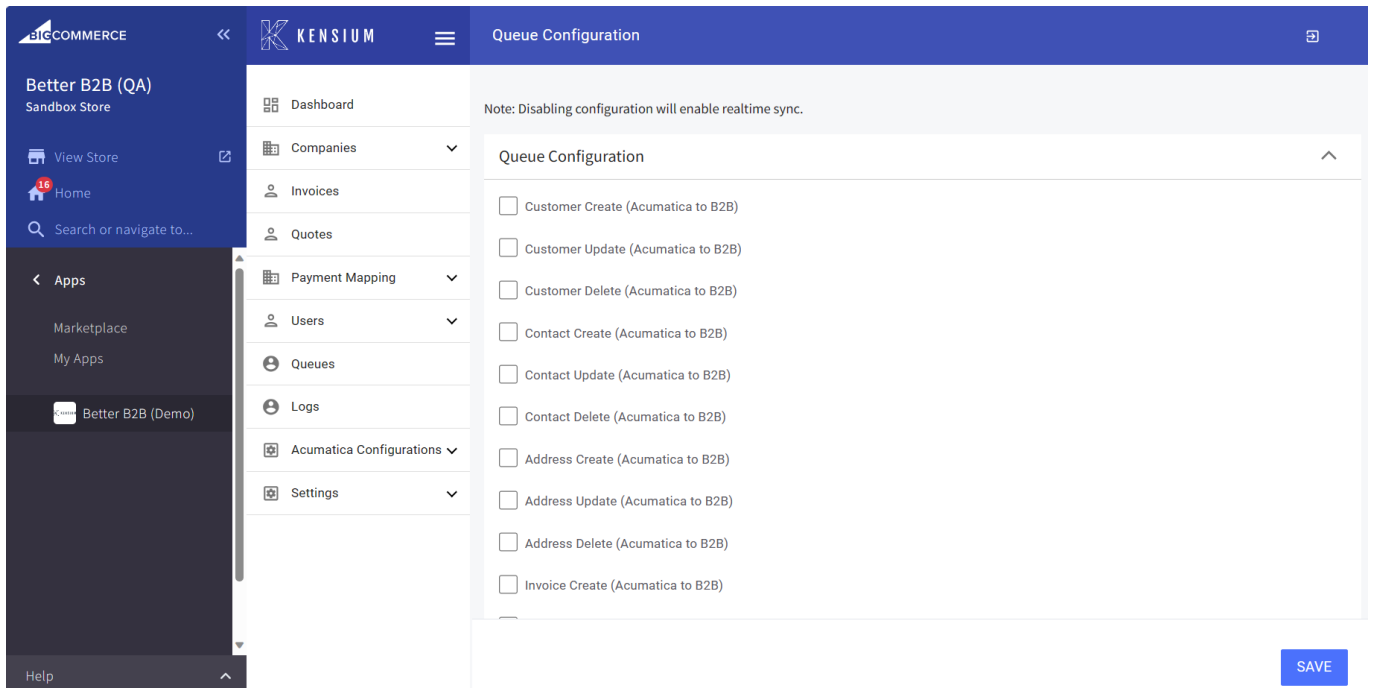 BIGCOMMERCE
Better B2B (QA)
Sandbox Store
View Store
16
Home
Search or navigate to...
Apps
Marketplace
My Apps
Better B2B (Demo)
Help
KENSIUM
Dashboard
Companies
Invoices
Quotes
Payment Mapping
Users
Queues
Logs
Acumatica Configurations
Settings
Queue Configuration
Note: Disabling configuration will enable realtime sync.
Queue Configuration
Customer Create (Acumatica to B2B)
Customer Update (Acumatica to B2B)
Customer Delete (Acumatica to B2B)
Contact Create (Acumatica to B2B)
Contact Update (Acumatica to B2B)
Contact Delete (Acumatica to B2B)
Address Create (Acumatica to B2B)
Address Update (Acumatica to B2B)
Address Delete (Acumatica to B2B)
Invoice Create (Acumatica to B2B)
SAVE